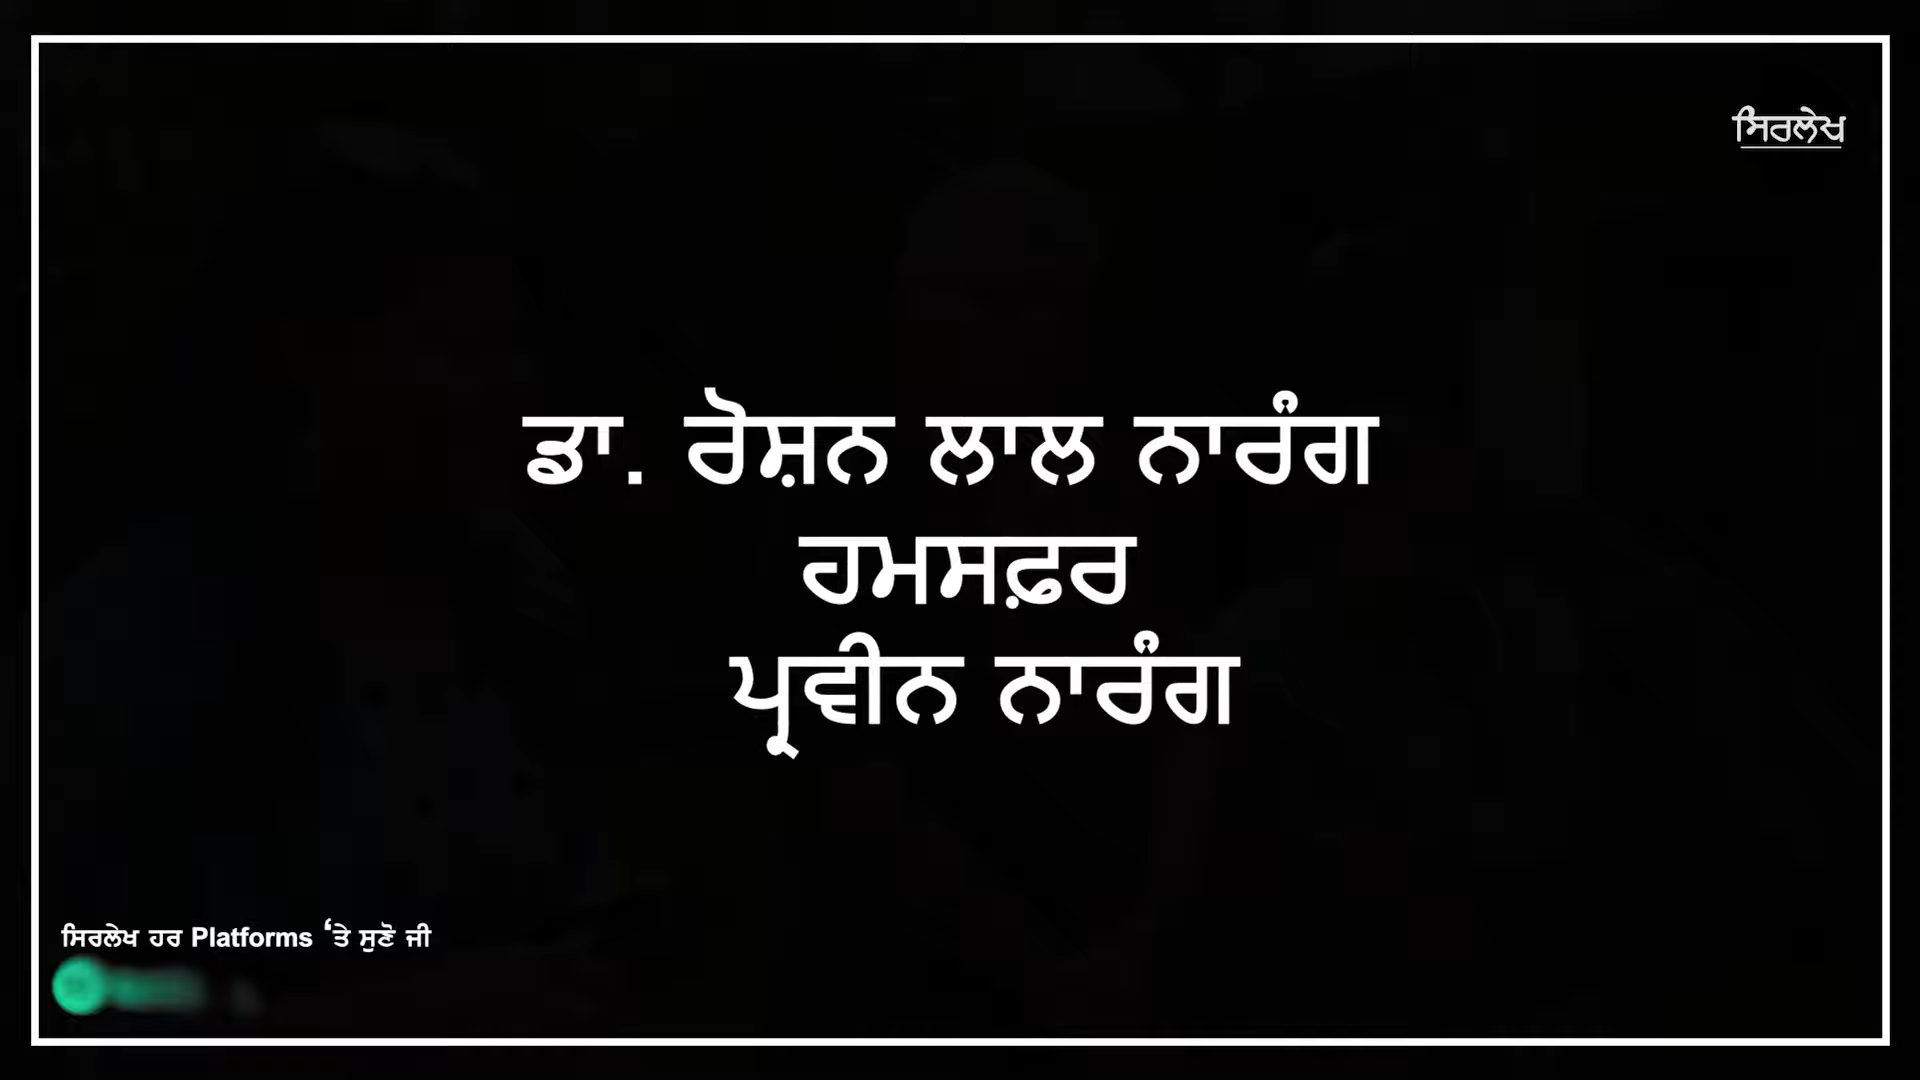 ਸਿਰਲੇਖ
ਡਾ. ਰੋਸ਼ਨ ਲਾਲ ਨਾਰੰਗ
ਹਮਸਫ਼ਰ
ਪ੍ਰਵੀਨ ਨਾਰੰਗ
ਸਿਰਲੇਖ ਹਰ Platforms ‘ਤੇ ਸੁਣੋ ਜੀ